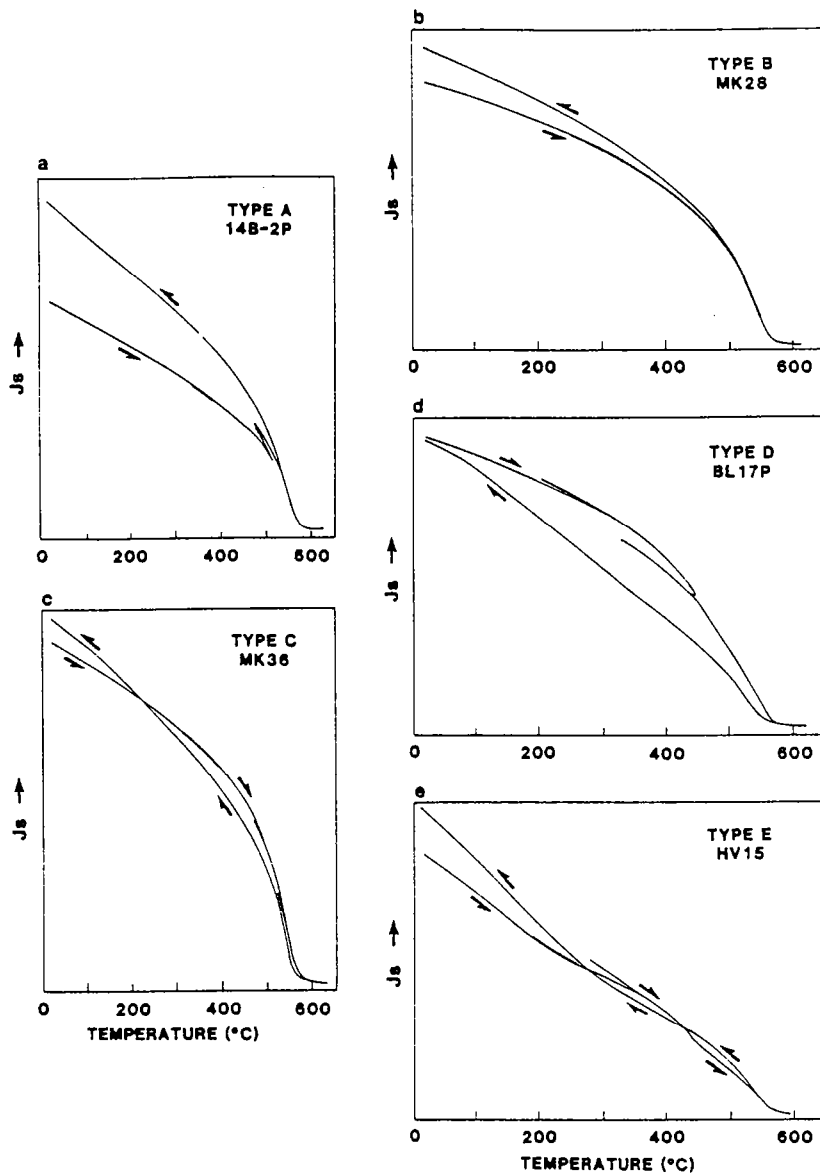 a
TYPE A
14B-2P
Js →
0 200 400 600
b
TYPE B
MK28
Js →
0 200 400 600
c
TYPE C
MK36
Js →
0 200 400 600
TEMPERATURE (°C)
d
TYPE D
BL17P
Js →
0 200 400 600
e
TYPE E
HV15
Js →
0 200 400 600
TEMPERATURE (°C)